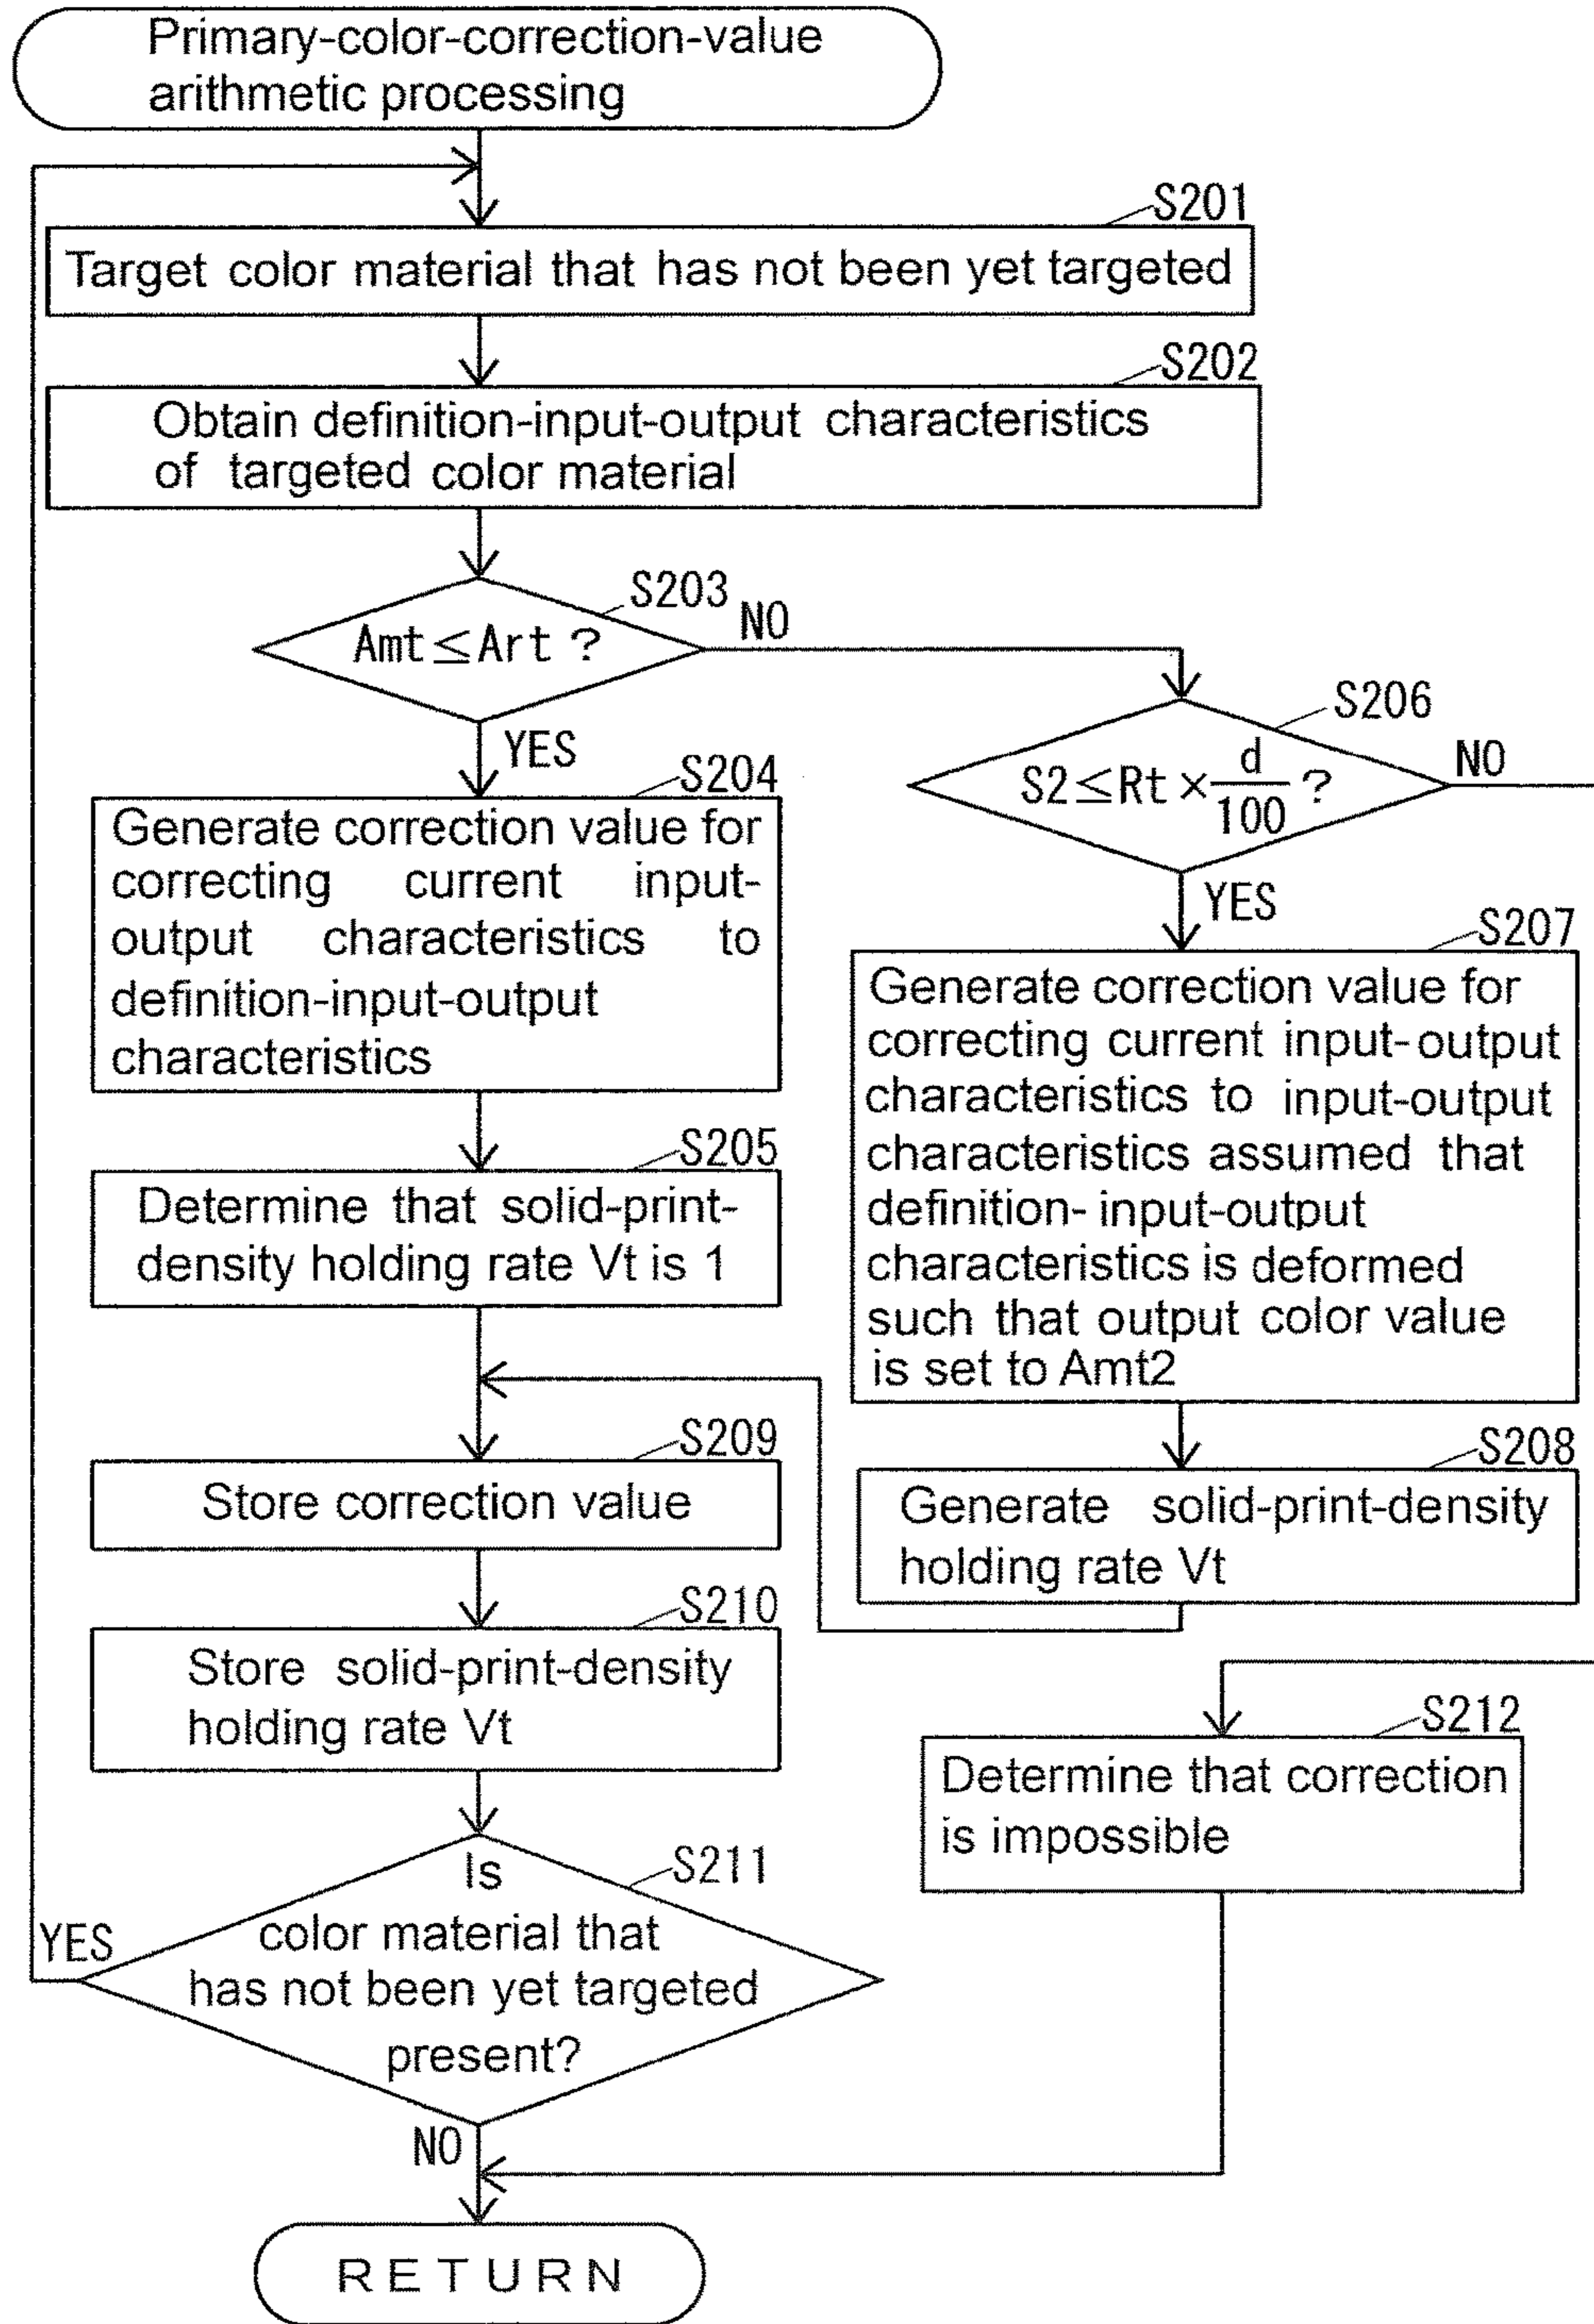 Primary-color-correction-value
arithmetic processing
S201
Target color material that has not been yet targeted
S202
Obtain definition-input-output characteristics
of targeted color material
S203
Amt≦Art ?
NO
YES
S204
Generate correction value for
correcting current input-
output characteristics to
definition-input-output
characteristics
S205
Determine that solid-print-
density holding rate Vt is 1
S206
S2≦Rt×d/100 ?
NO
YES
S207
Generate correction value for
correcting current input-output
characteristics to input-output
characteristics assumed that
definition- input-output
characteristics is deformed
such that output color value
is set to Amt2
S208
Generate solid-print-density
holding rate Vt
S209
Store correction value
S210
Store solid-print-density
holding rate Vt
S211
Is
color material that
has not been yet targeted
present?
YES
NO
S212
Determine that correction
is impossible
RETURN